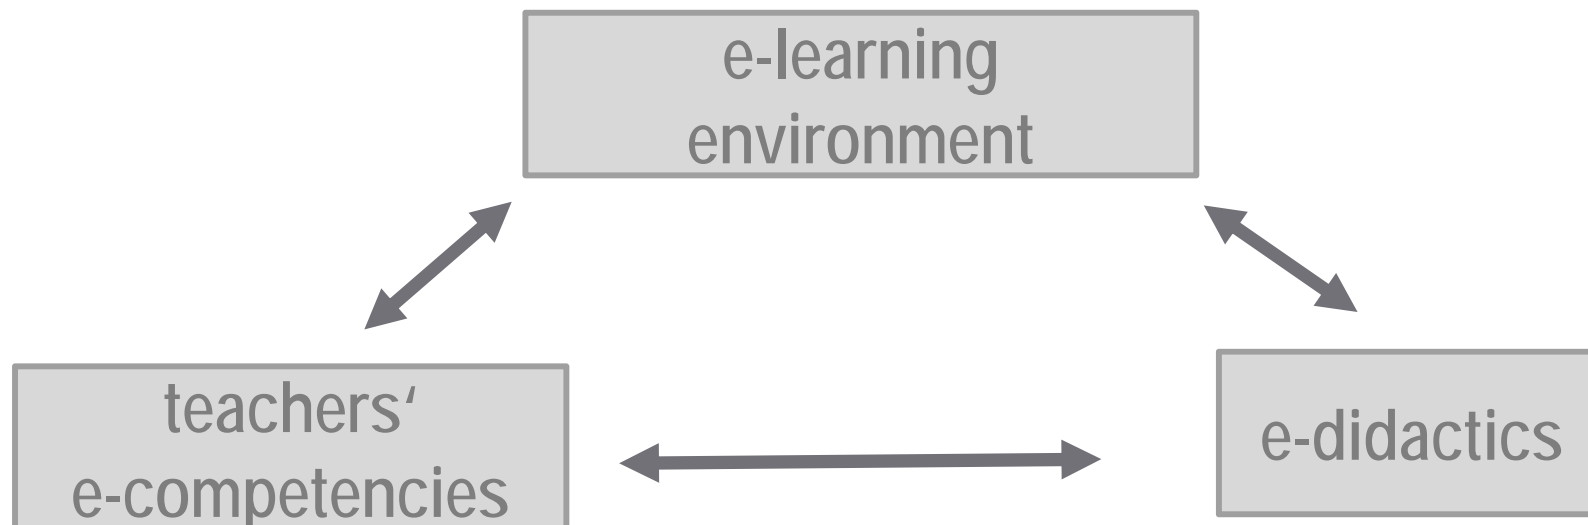 e-learning
environment
teachers‘
e-competencies
e-didactics